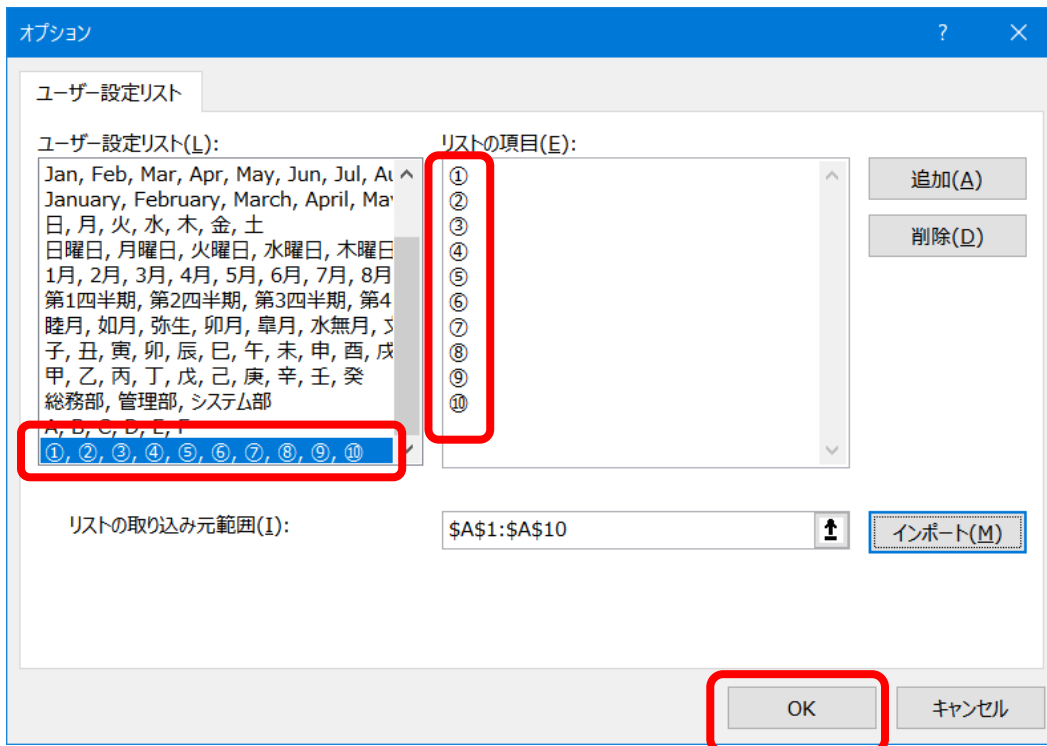 オプション
ユーザー設定リスト
ユーザー設定リスト(L):
Jan, Feb, Mar, Apr, May, Jun, Jul, Au
January, February, March, April, May
日, 月, 火, 水, 木, 金, 土
日曜日, 月曜日, 火曜日, 水曜日, 木曜日
1月, 2月, 3月, 4月, 5月, 6月, 7月, 8月
第1四半期, 第2四半期, 第3四半期, 第4
睦月, 如月, 弥生, 卯月, 皐月, 水無月,
子, 丑, 寅, 卯, 辰, 巳, 午, 未, 申, 酉, 戌
甲, 乙, 丙, 丁, 戊, 己, 庚, 辛, 壬, 癸
総務部, 管理部, システム部
A, B, C, D, E, F
①, ②, ③, ④, ⑤, ⑥, ⑦, ⑧, ⑨, ⑩
リストの項目(E):
①
②
③
④
⑤
⑥
⑦
⑧
⑨
⑩
追加(A)
削除(D)
リストの取り込み元範囲(I):
$A$1:$A$10
インポート(M)
OK
キャンセル